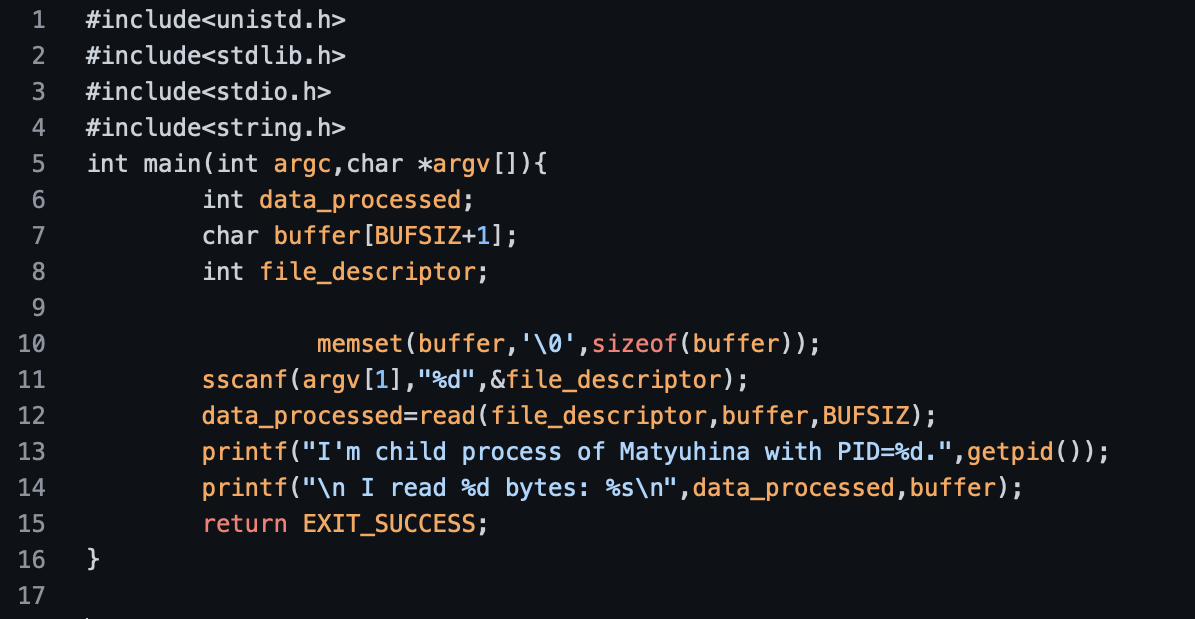 1 #include<unistd.h>
2 #include<stdlib.h>
3 #include<stdio.h>
4 #include<string.h>
5 int main(int argc,char *argv[]){
6 int data_processed;
7 char buffer[BUFSIZ+1];
8 int file_descriptor;
9
10 memset(buffer,'\0',sizeof(buffer));
11 sscanf(argv[1],"%d",&file_descriptor);
12 data_processed=read(file_descriptor,buffer,BUFSIZ);
13 printf("I'm child process of Matyuhina with PID=%d.",getpid());
14 printf("\n I read %d bytes: %s\n",data_processed,buffer);
15 return EXIT_SUCCESS;
16 }
17